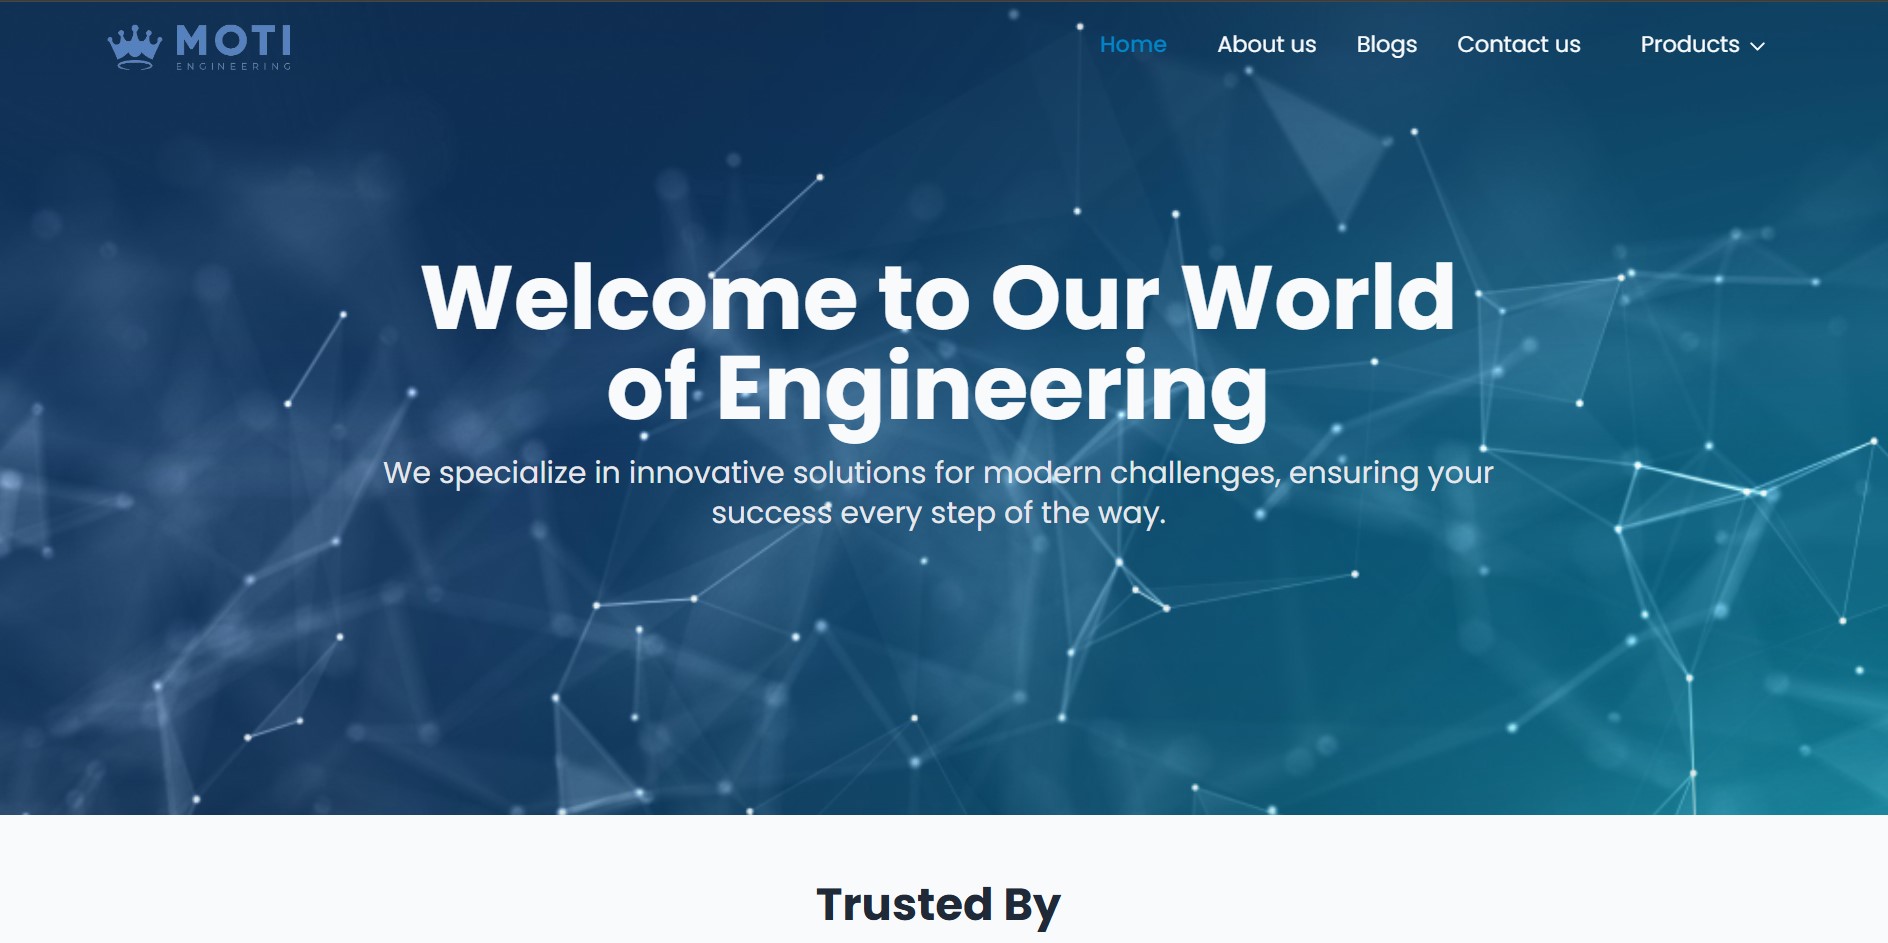 MOTI
ENGINEERING
Home About us Blogs Contact us Products
Welcome to Our World
of Engineering
We specialize in innovative solutions for modern challenges, ensuring your
success every step of the way.
Trusted By